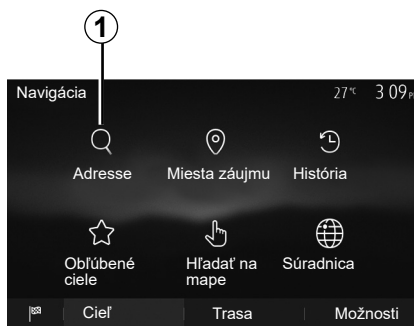 1
Navigácia 27°C 3 09
Adresse Miesta záujmu História
Obľúbené Hľadať na Súradnica
ciele mape
Cieľ Trasa Možnosti